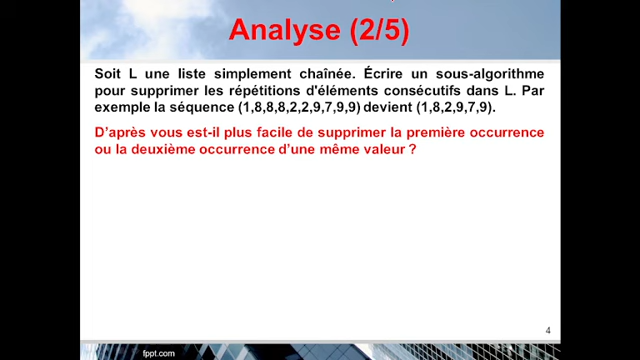 Analyse (2/5)
Soit L une liste simplement chaînée. Écrire un sous-algorithme
pour supprimer les répétitions d'éléments consécutifs dans L. Par
exemple la séquence (1,8,8,8,2,2,9,7,9,9) devient (1,8,2,9,7,9).
D'après vous est-il plus facile de supprimer la première occurrence
ou la deuxième occurrence d'une même valeur ?
4
fppt.com